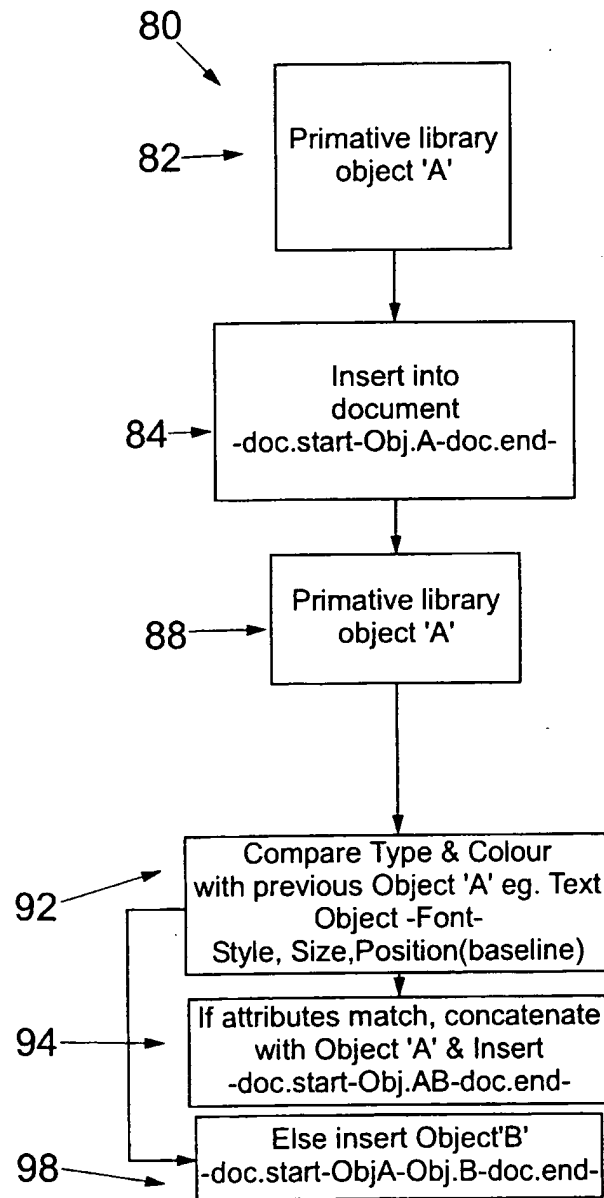 80
82
Primative library
object 'A'
84
Insert into
document
-doc.start-Obj.A-doc.end-
88
Primative library
object 'A'
92
Compare Type & Colour
with previous Object 'A' eg. Text
Object -Font-
Style, Size,Position(baseline)
94
If attributes match, concatenate
with Object 'A' & Insert
-doc.start-Obj.AB-doc.end-
98
Else insert Object'B'
-doc.start-ObjA-Obj.B-doc.end-